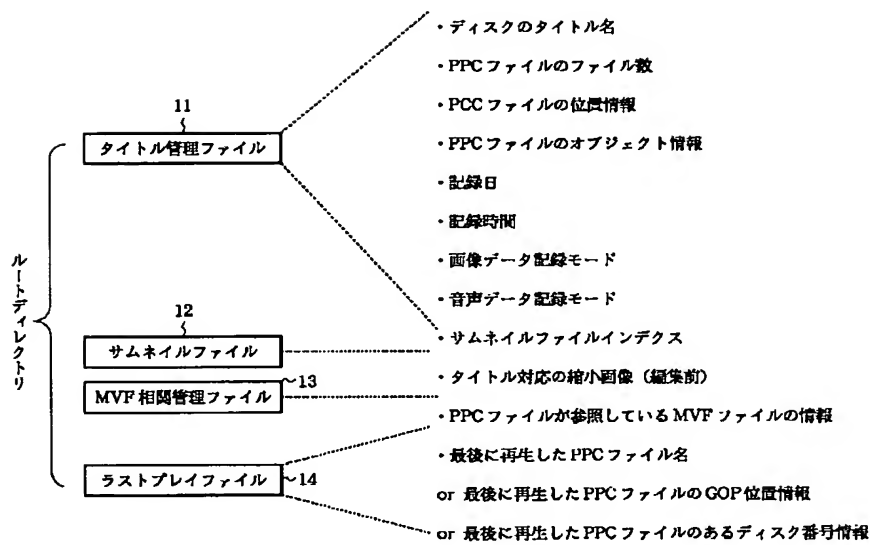 ・ディスクのタイトル名
・PPCファイルのファイル数
11
・PCCファイルの位置情報
タイトル管理ファイル
・PPCファイルのオブジェクト情報
・記録日
・記録時間
ルートディレクトリ
・画像データ記録モード
・音声データ記録モード
12
・サムネイルファイルインデクス
サムネイルファイル
・タイトル対応の縮小画像（編集前）
13
MVF相関管理ファイル
・PPCファイルが参照しているMVFファイルの情報
・最後に再生したPPCファイル名
ラストプレイファイル
14
or 最後に再生したPPCファイルのGOP位置情報
or 最後に再生したPPCファイルのあるディスク番号情報